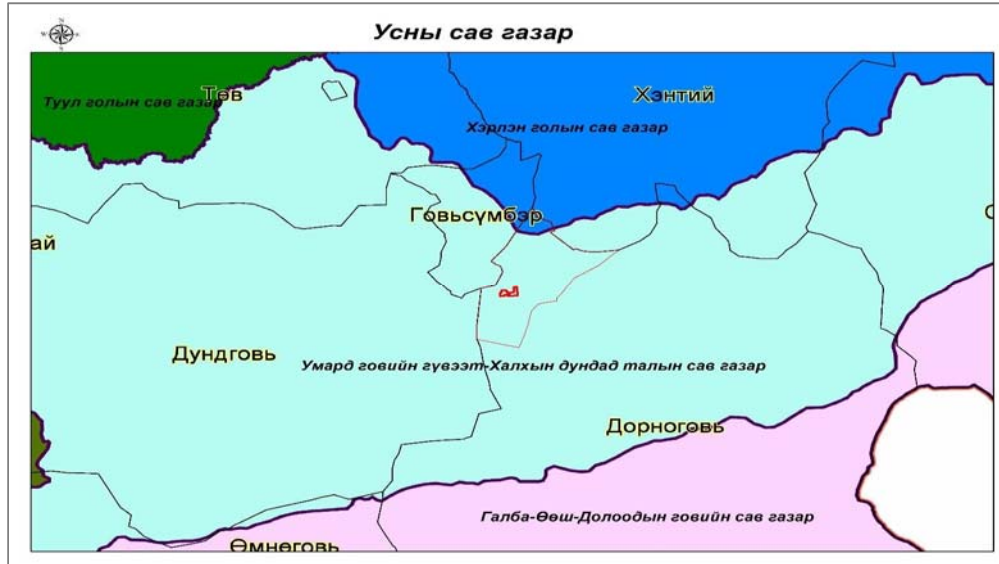 Усны сав газар
Туул голын сав газар
Төв
Хэнтий
Хэрлэн голын сав газар
Говьсүмбэр
ай
Дундговь
Умард говийн гүвээт-Халхын дундад талын сав газар
Дорноговь
Галба-Өөш-Долоодын говийн сав газар
Өмнөговь